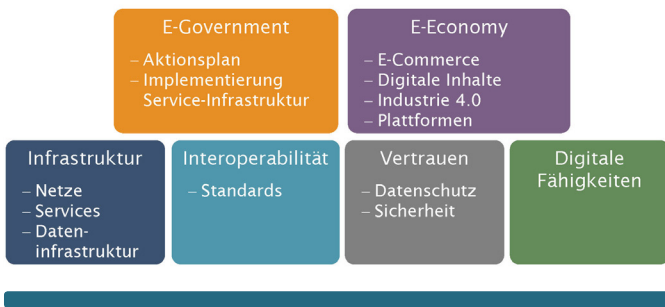 E-Government
– Aktionsplan
– Implementierung
Service-Infrastruktur
E-Economy
– E-Commerce
– Digitale Inhalte
– Industrie 4.0
– Plattformen
Infrastruktur
– Netze
– Services
– Daten-
infrastruktur
Interoperabilität
– Standards
Vertrauen
– Datenschutz
– Sicherheit
Digitale
Fähigkeiten